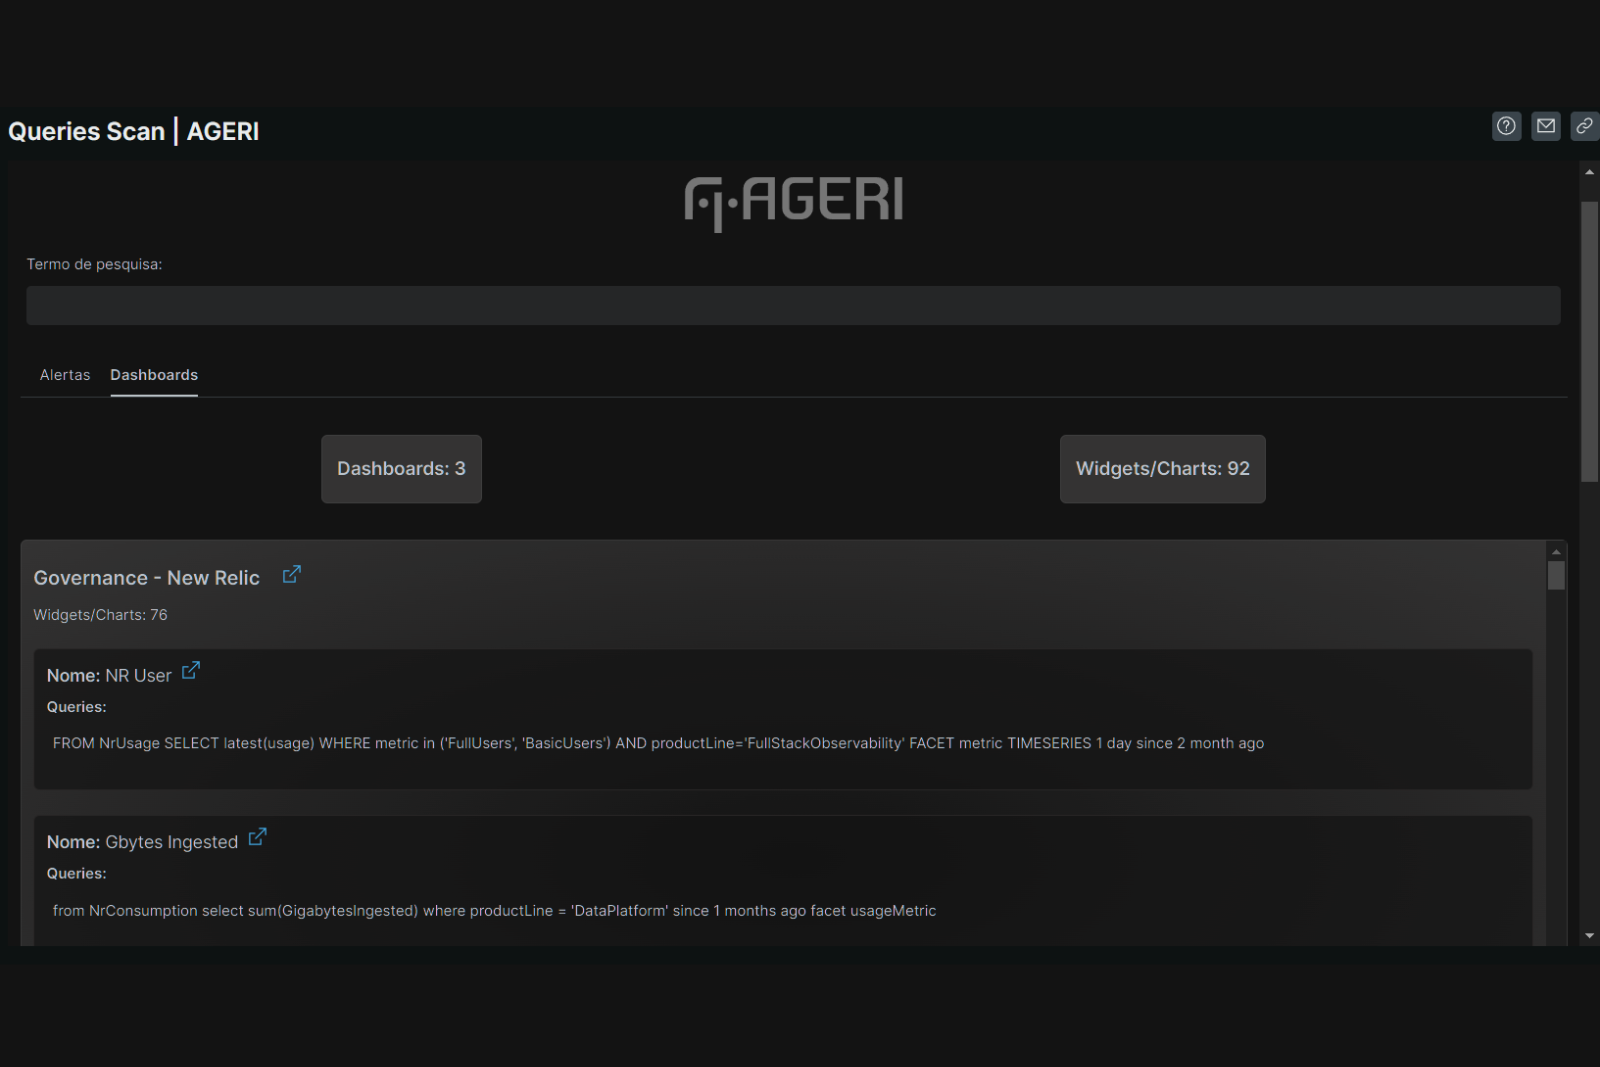 Queries Scan | AGERI
AGERI
Termo de pesquisa:
Alertas Dashboards
Dashboards: 3 Widgets/Charts: 92
Governance - New Relic
Widgets/Charts: 76
Nome: NR User
Queries:
FROM NrUsage SELECT latest(usage) WHERE metric in ('FullUsers', 'BasicUsers') AND productLine='FullStackObservability' FACET metric TIMESERIES 1 day since 2 month ago
Nome: Gbytes Ingested
Queries:
from NrConsumption select sum(GigabytesIngested) where productLine = 'DataPlatform' since 1 months ago facet usageMetric